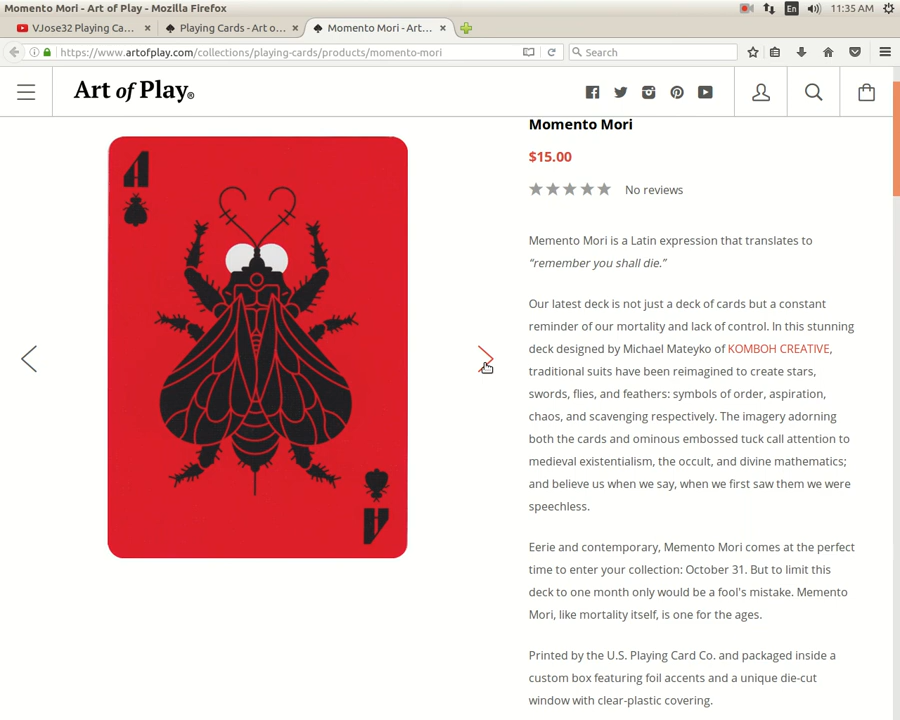 Momento Mori - Art of Play - Mozilla Firefox
En
11:35 AM
VJose32 Playing Ca...
Playing Cards - Art o...
Momento Mori - Art...
https://www.artofplay.com/collections/playing-cards/products/momento-mori
Search
Art of Play®
Momento Mori
$15.00
No reviews
Memento Mori is a Latin expression that translates to
“remember you shall die.”
Our latest deck is not just a deck of cards but a constant
reminder of our mortality and lack of control. In this stunning
deck designed by Michael Mateyko of KOMBOH CREATIVE,
traditional suits have been reimagined to create stars,
swords, flies, and feathers: symbols of order, aspiration,
chaos, and scavenging respectively. The imagery adorning
both the cards and ominous embossed tuck call attention to
medieval existentialism, the occult, and divine mathematics;
and believe us when we say, when we first saw them we were
speechless.
Eerie and contemporary, Memento Mori comes at the perfect
time to enter your collection: October 31. But to limit this
deck to one month only would be a fool's mistake. Memento
Mori, like mortality itself, is one for the ages.
Printed by the U.S. Playing Card Co. and packaged inside a
custom box featuring foil accents and a unique die-cut
window with clear-plastic covering.
A
A